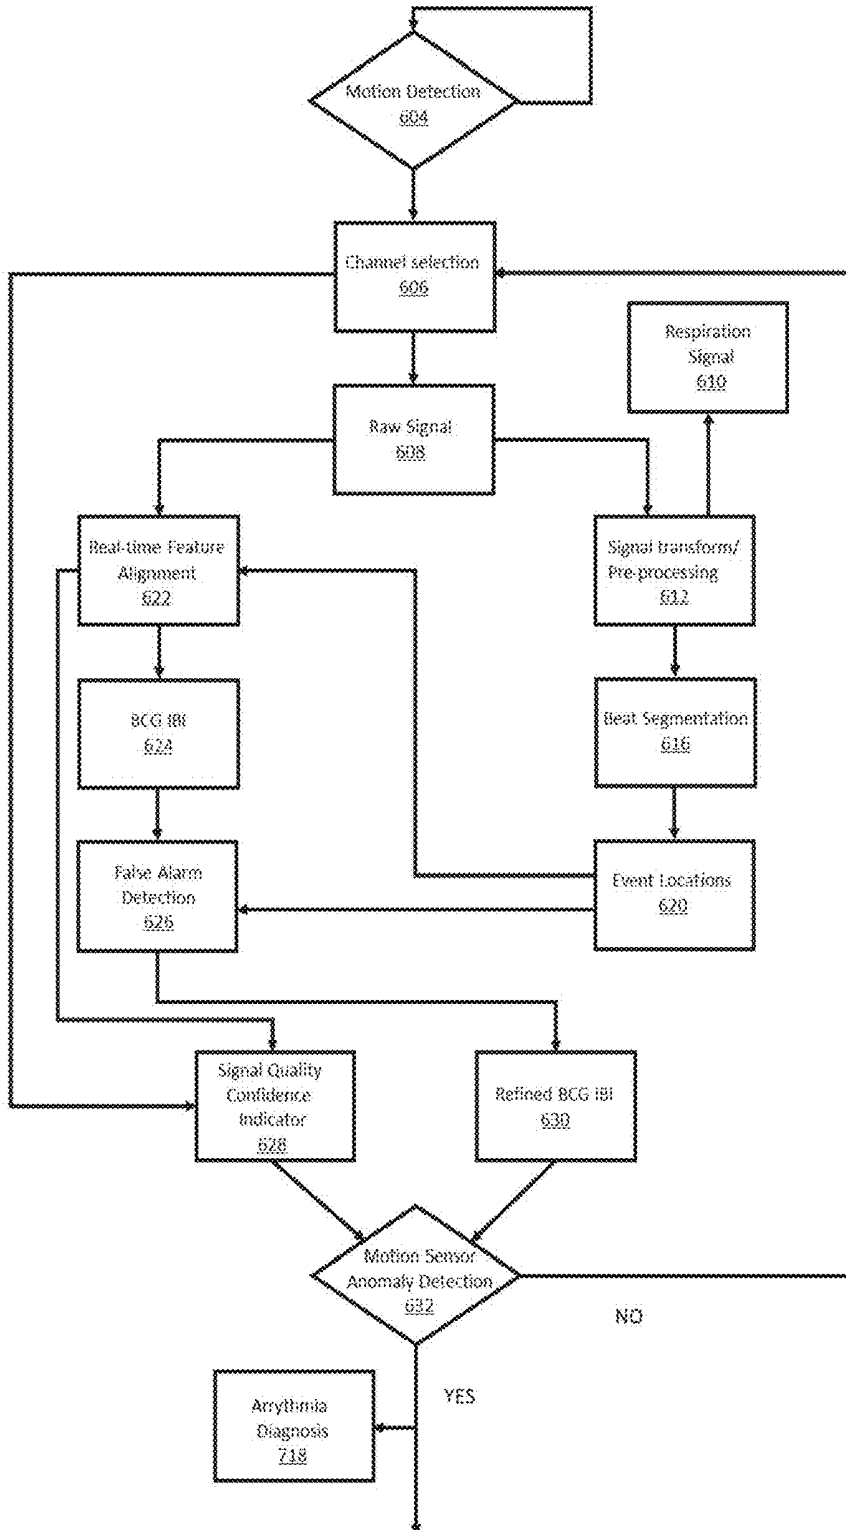 Motion Detection
604
Channel selection
606
Respiration
Signal
610
Raw Signal
608
Real-time Feature
Alignment
622
Signal transform/
Pre-processing
612
BCG IBI
624
Beat Segmentation
616
False Alarm
Detection
626
Event Locations
620
Signal Quality
Confidence
Indicator
628
Refined BCG IBI
630
Motion Sensor
Anomaly Detection
632
NO
YES
Arrythmia
Diagnosis
718